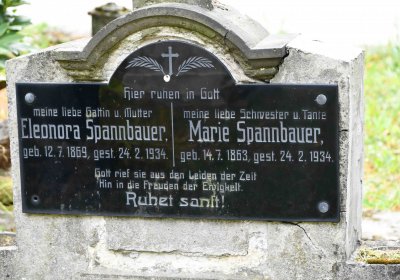 Hier ruh'n in Gott
meine liebe Gattin u. Mutter
Eleonora Spannbauer,
geb. 12.7.1869, gest. 24.2.1934.
meine liebe Schwester u. Tante
Marie Spannbauer,
geb. 14.7.1863, gest. 24.2.1934.
Gott rief sie aus den Leiden der Zeit
Hin in die Freuden der Ewigkeit.
Ruhet sanft!